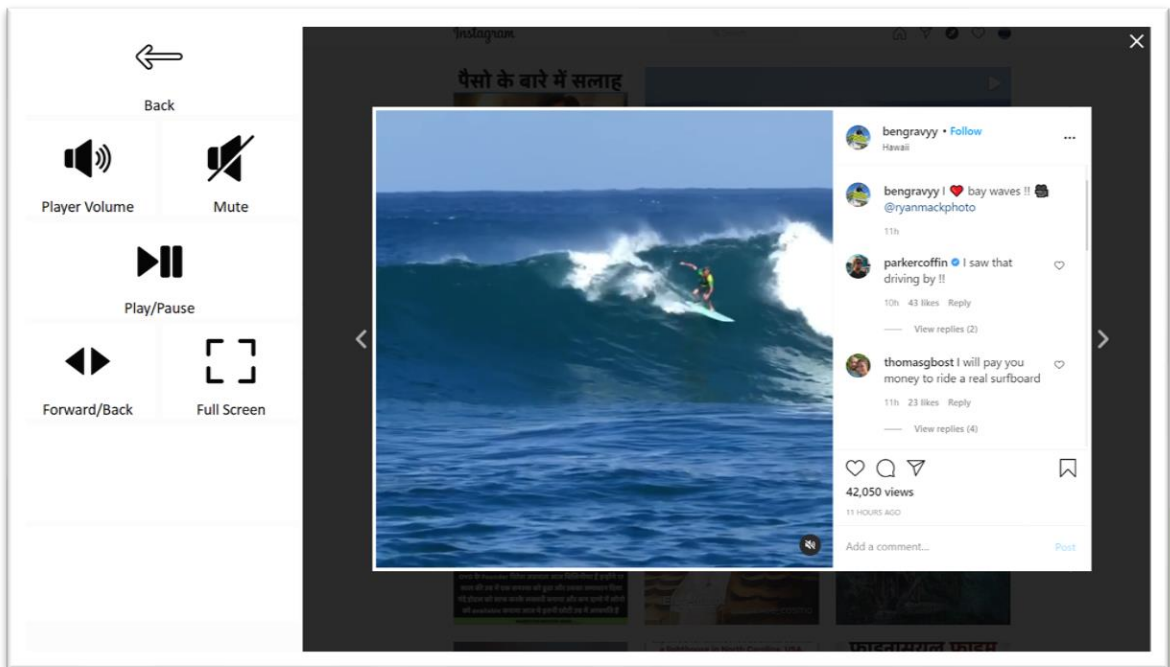 Back
Player Volume
Mute
Play/Pause
Forward/Back
Full Screen
Instagram
पैसो के बारे में सलाह
bengravyy • Follow
Hawaii
bengravyy I ❤️ bay waves !!
@ryanmackphoto
11h
parkercoffin I saw that
driving by !!
10h 43 likes Reply
View replies (2)
thomasgbost I will pay you
money to ride a real surfboard
11h 23 likes Reply
View replies (4)
42,050 views
11 HOURS AGO
Add a comment...
Post